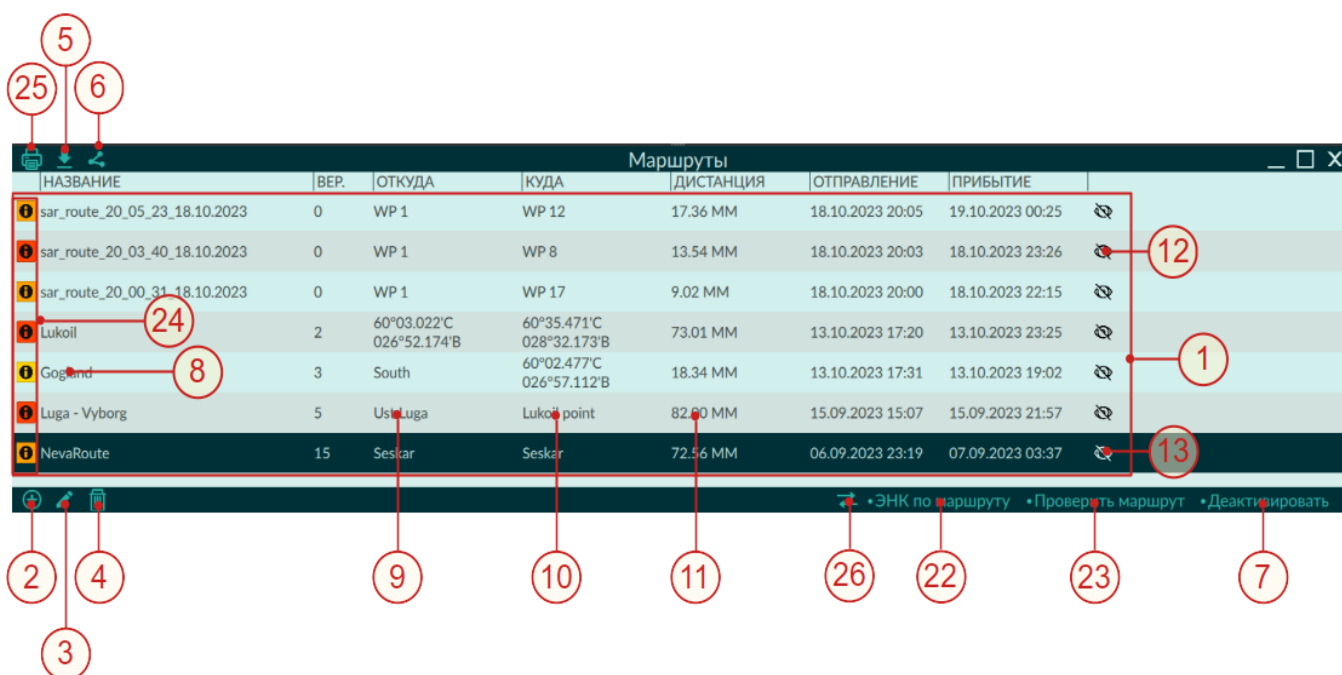 5
25 6
Маршруты
НАЗВАНИЕ ВЕР. ОТКУДА КУДА ДИСТАНЦИЯ ОТПРАВЛЕНИЕ ПРИБЫТИЕ
sar_route_20_05_23_18.10.2023 0 WP 1 WP 12 17.36 ММ 18.10.2023 20:05 19.10.2023 00:25
sar_route_20_03_40_18.10.2023 0 WP 1 WP 8 13.54 ММ 18.10.2023 20:03 18.10.2023 23:26 12
sar_route_20_00_31_18.10.2023 0 WP 1 WP 17 9.02 ММ 18.10.2023 20:00 18.10.2023 22:15
24
Lukoil 2 60°03.022'С 60°35.471'С 73.01 ММ 13.10.2023 17:20 13.10.2023 23:25
026°52.174'В 028°32.173'В
1
Gogland 8 3 South 60°02.477'С 18.34 ММ 13.10.2023 17:31 13.10.2023 19:02
026°57.112'В
Luga - Vyborg 5 Ust-Luga Lukoil point 82.00 ММ 15.09.2023 15:07 15.09.2023 21:57
NevaRoute 15 Seskar Seskar 72.56 ММ 06.09.2023 23:19 07.09.2023 03:37 13
•ЭНК по маршруту •Проверить маршрут •Деактивировать
2 4 9 10 11 26 22 23 7
3